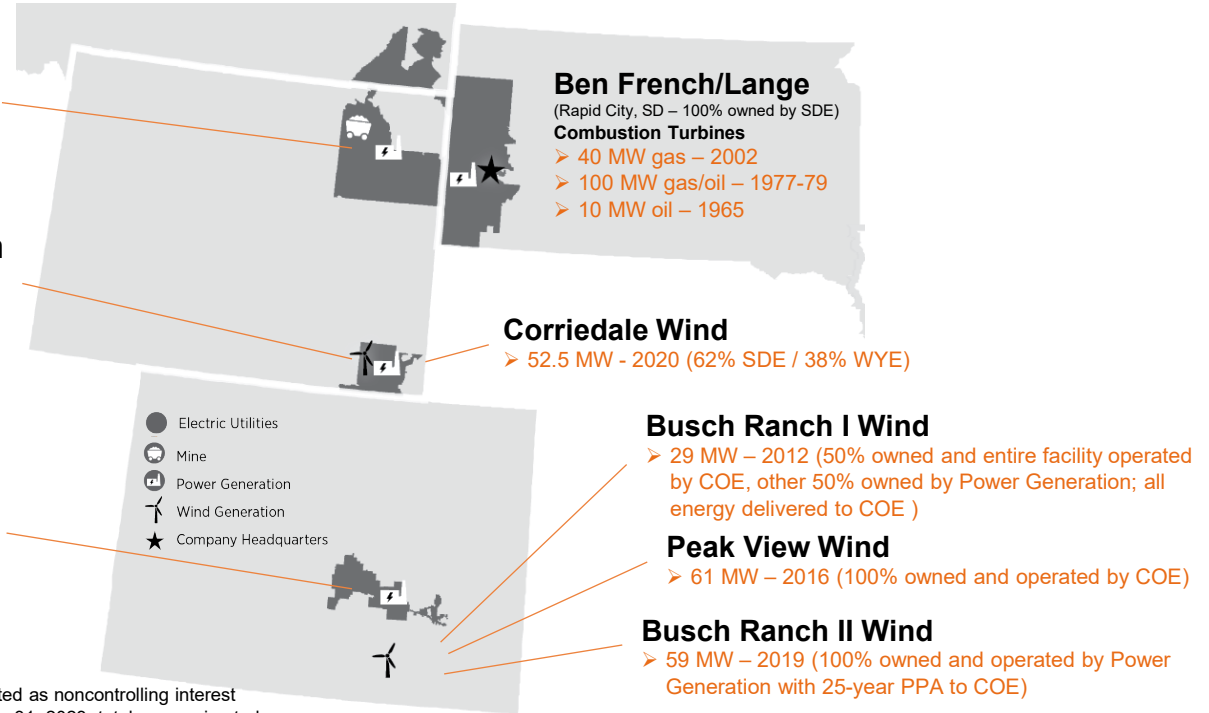 Ben French/Lange
(Rapid City, SD – 100% owned by SDE)
Combustion Turbines
➢ 40 MW gas – 2002
➢ 100 MW gas/oil – 1977-79
➢ 10 MW oil – 1965
Corriedale Wind
➢ 52.5 MW - 2020 (62% SDE / 38% WYE)
Electric Utilities
Mine
Power Generation
Wind Generation
Company Headquarters
Busch Ranch I Wind
➢ 29 MW – 2012 (50% owned and entire facility operated
by COE, other 50% owned by Power Generation; all
energy delivered to COE )
Peak View Wind
➢ 61 MW – 2016 (100% owned and operated by COE)
Busch Ranch II Wind
➢ 59 MW – 2019 (100% owned and operated by Power
Generation with 25-year PPA to COE)
as noncontrolling interest